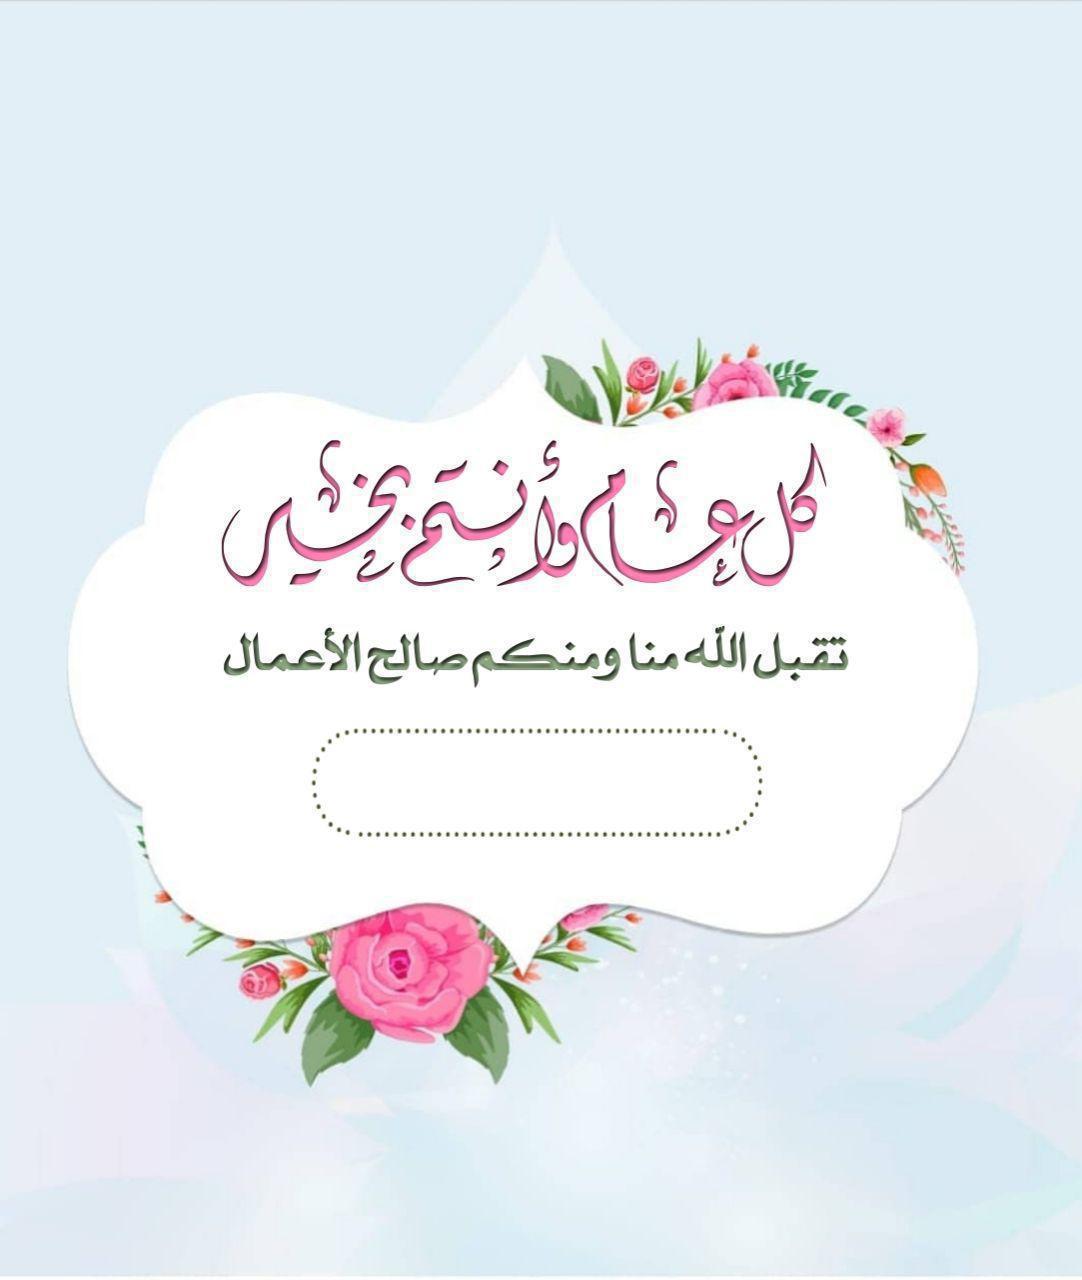 كل عام وأنتم بخير
تقبل الله منا ومنكم صالح الأعمال